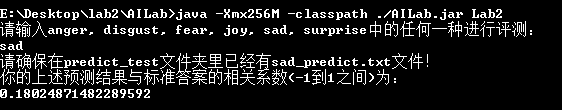 E:\Desktop\lab2\AILab>java -Xmx256M -classpath ./AILab.jar Lab2
请输入anger, disgust, fear, joy, sad, surprise中的任何一种进行评测:
sad
请确保在predict_test文件夹里已经有sad_predict.txt文件!
你的上述预测结果与标准答案的相关系数(-1到1之间)为:
0.18024871482289592